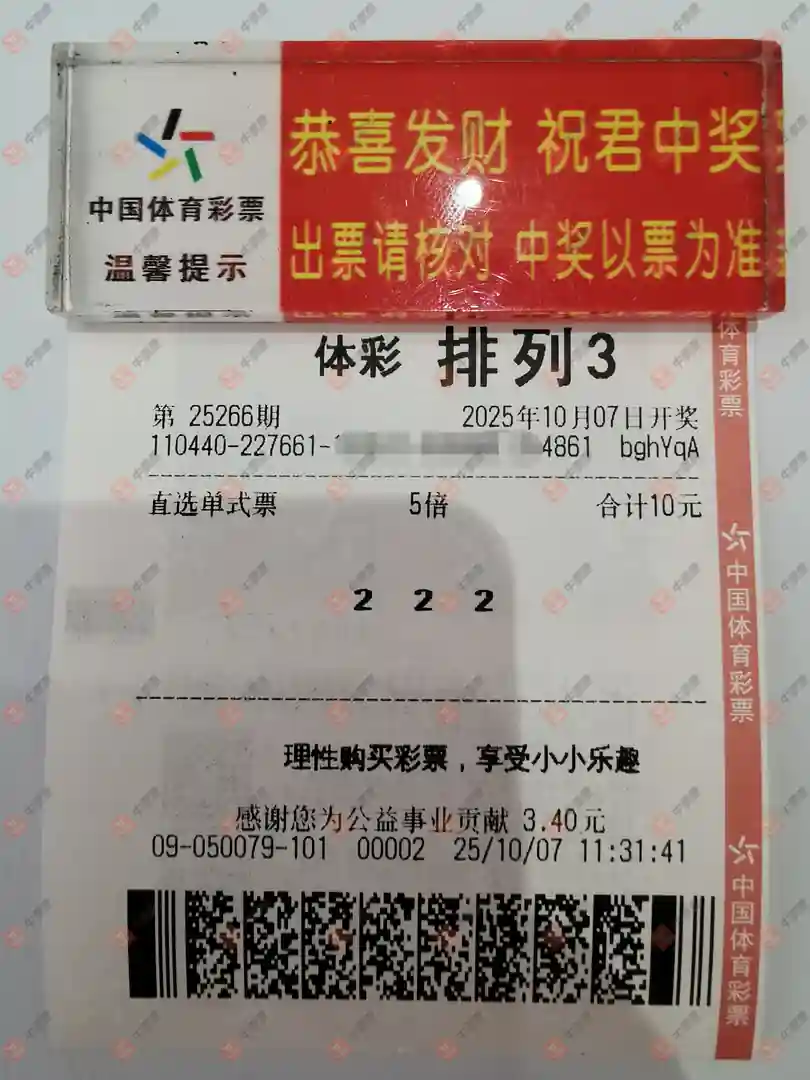 恭喜发财 祝君中奖
中国体育彩票
出票请核对 中奖以票为准
温馨提示
体彩 排列3
第 25266期 2025年10月07日开奖
110440-227661- 4861 bghYqA
直选单式票 5倍 合计10元
2 2 2
理性购买彩票，享受小小乐趣
感谢您为公益事业贡献 3.40元
09-050079-101 00002 25/10/07 11:31:41
体育彩票
中国体育彩票
中国体育彩票